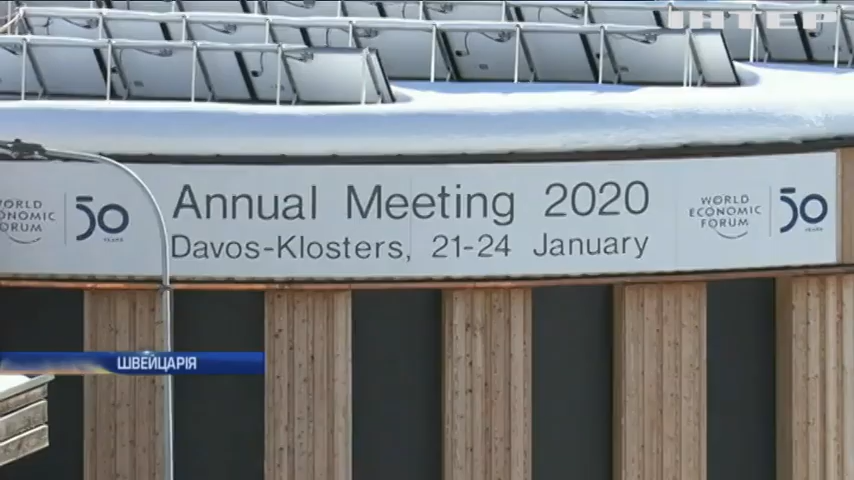 ІНТЕР
WORLD
ECONOMIC
FORUM
50
YEARS
Annual Meeting 2020
Davos-Klosters, 21-24 January
WORLD
ECONOMIC
FORUM
50
YEARS
ШВЕЙЦАРІЯ